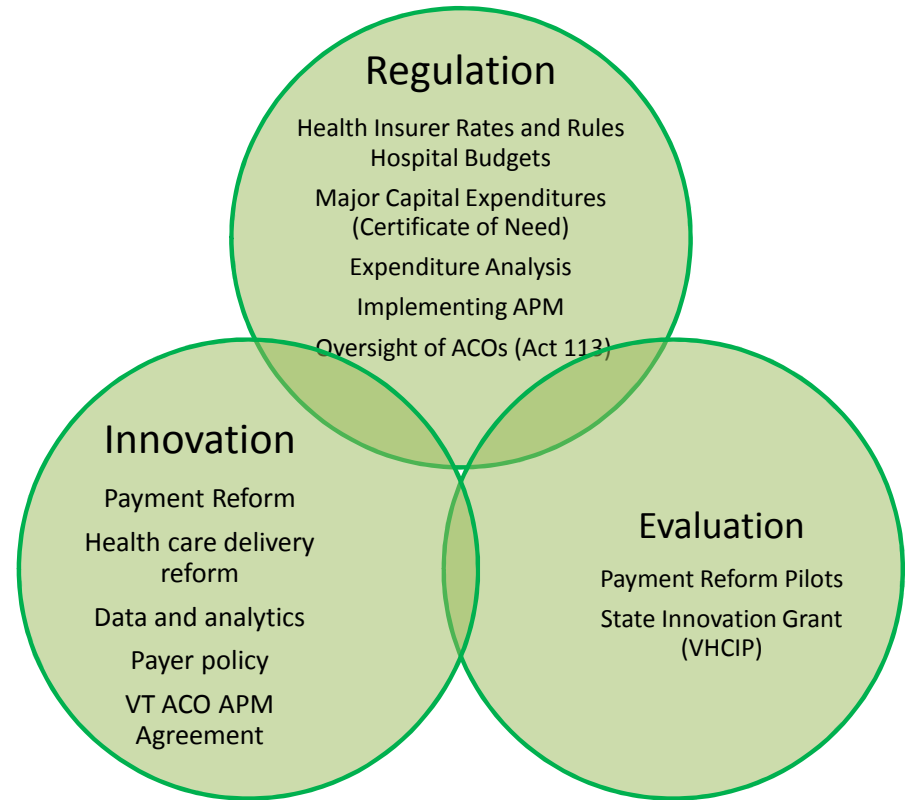 Regulation
Health Insurer Rates and Rules
Hospital Budgets
Major Capital Expenditures
(Certificate of Need)
Expenditure Analysis
Implementing APM
Oversight of ACOs (Act 113)
Innovation
Payment Reform
Health care delivery
reform
Data and analytics
Payer policy
VT ACO APM
Agreement
Evaluation
Payment Reform Pilots
State Innovation Grant
(VHCIP)